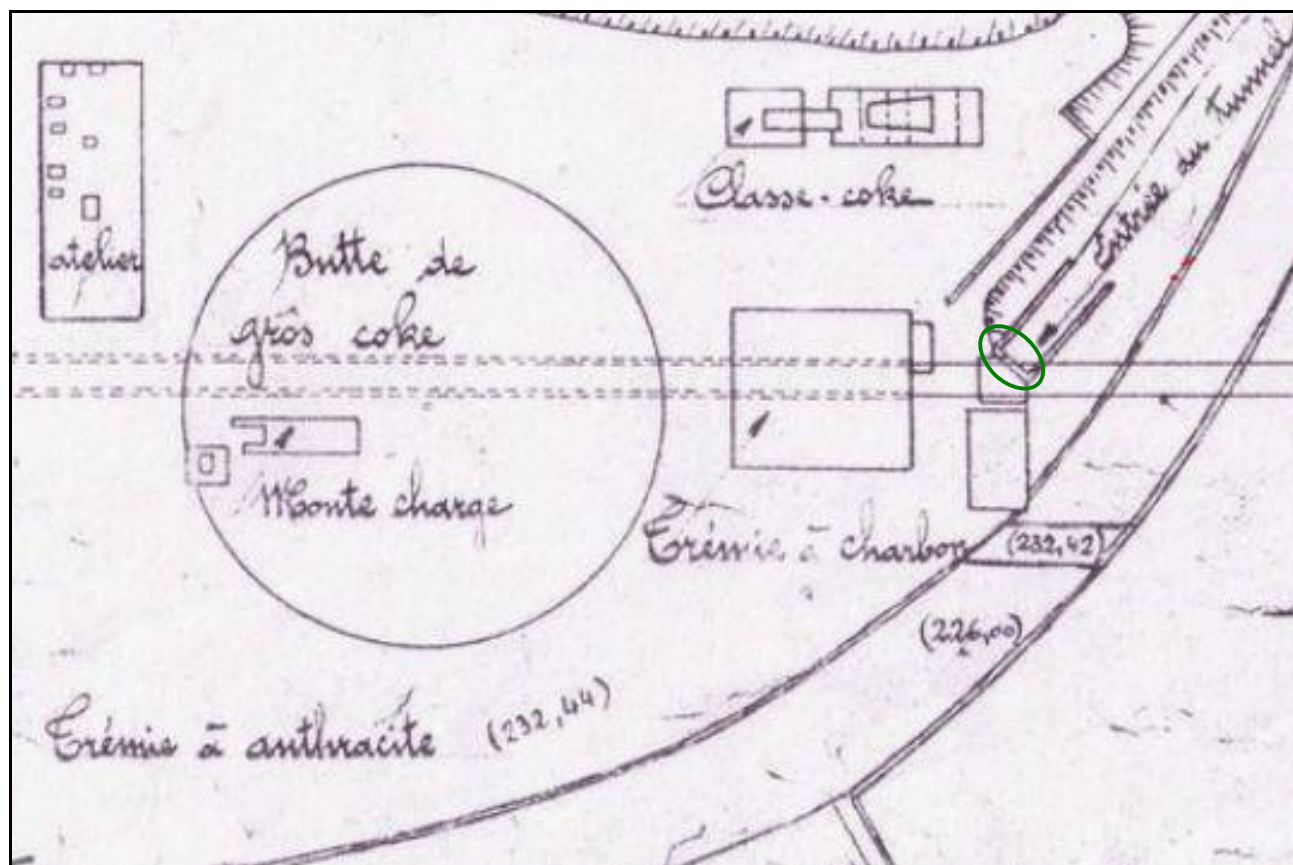 Classe-coke
Entrée du tunnel
atelier
Butte de
grôs coke
Monte charge
Trémie à charbon
(232,42)
(226,00)
Trémie à anthracite
(232,44)